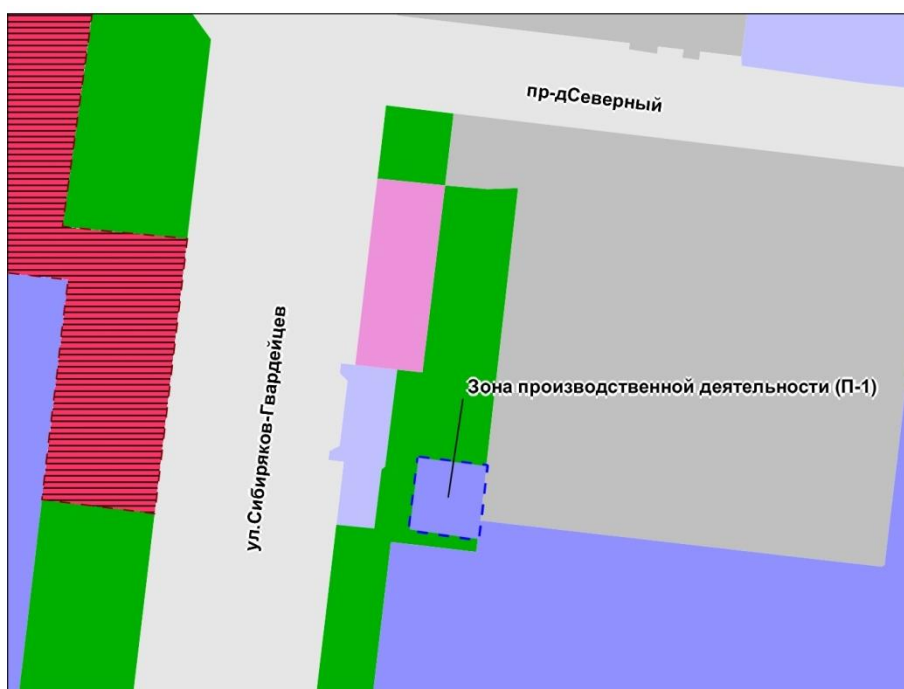 пр-дСеверный
ул.Сибиряков-Гвардейцев
Зона производственной деятельности (П-1)